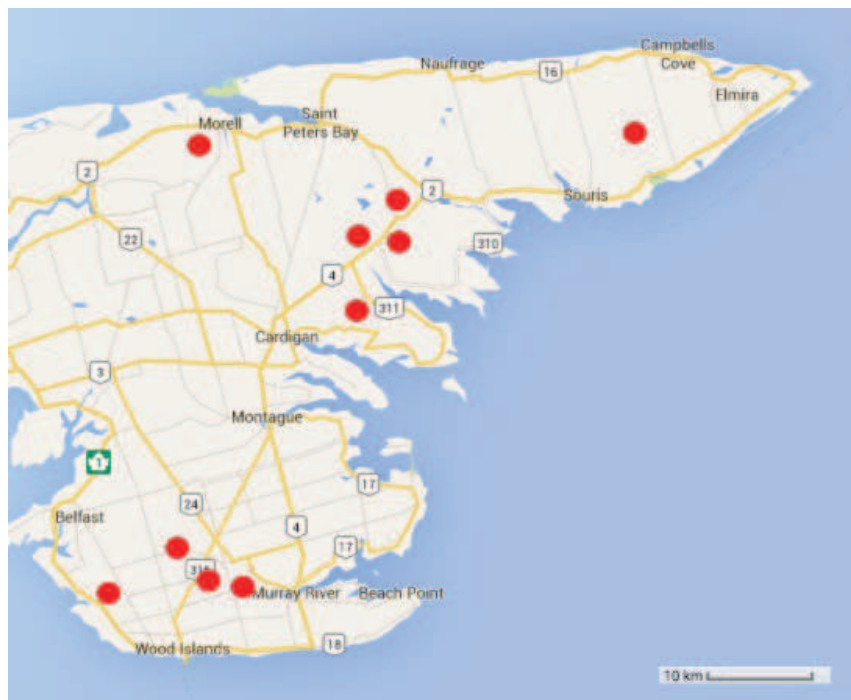 Campbells
Cove
Naufrage
16
Elmira
Saint
Peters Bay
Morell
2
2
Souris
22
310
4
311
Cardigan
3
Montague
1
17
24
Belfast
4
17
Murray River
Beach Point
Wood Islands
18
10 km